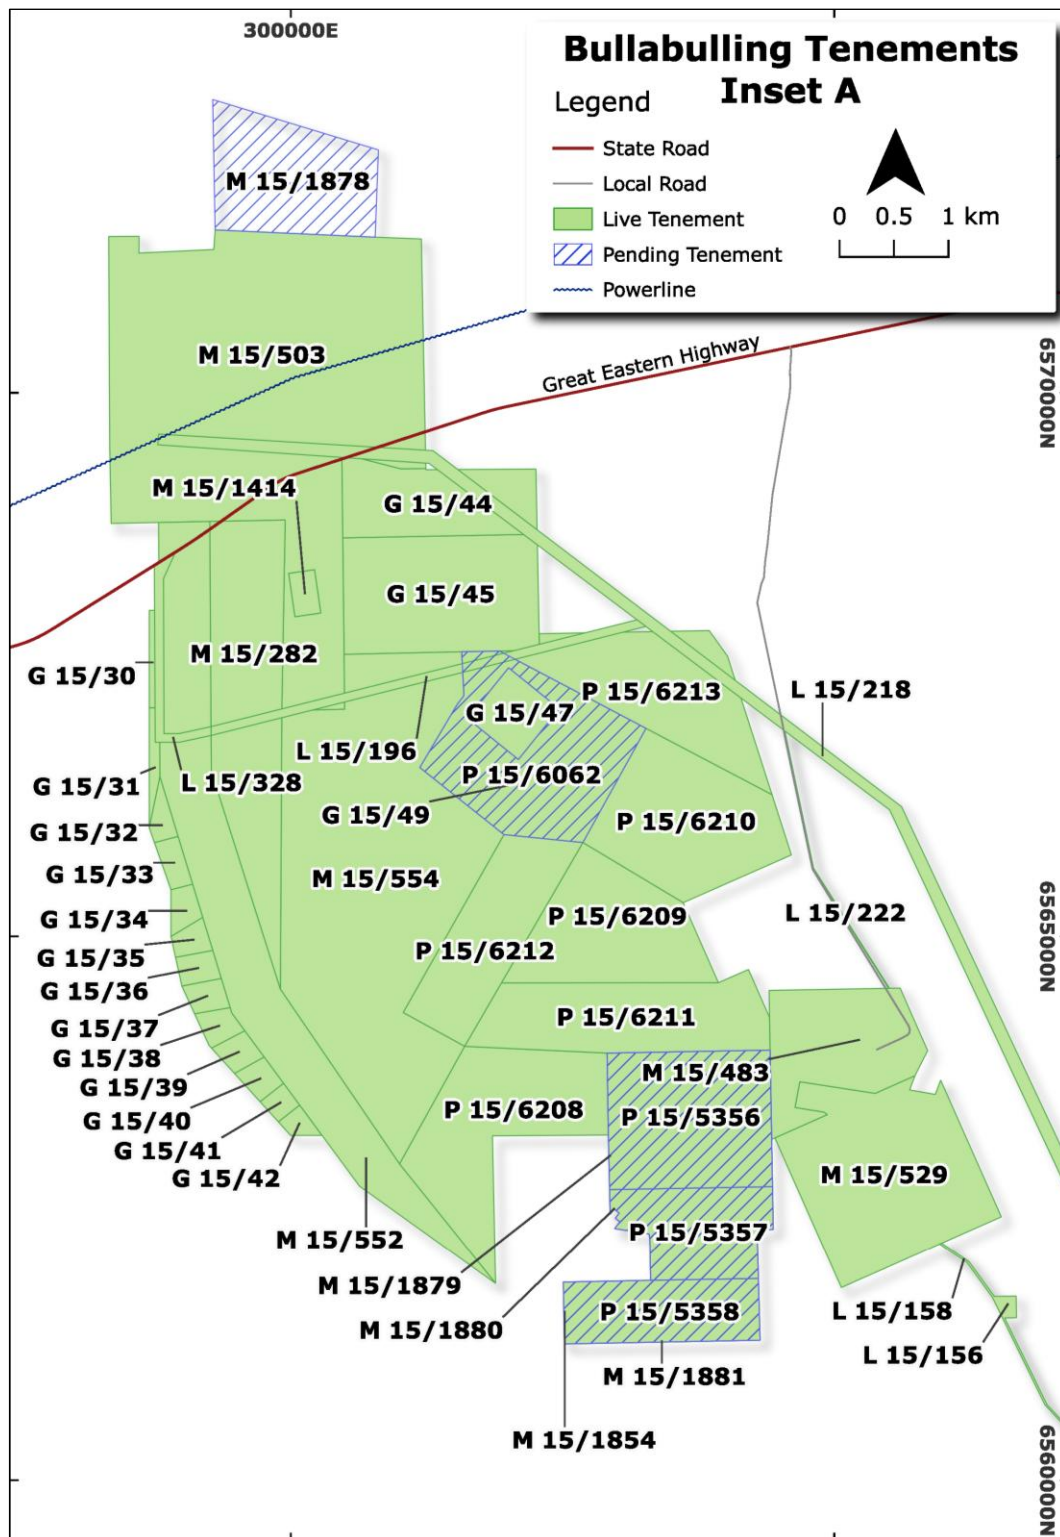 300000E
Bullabulling Tenements
Inset A
Legend
State Road
Local Road
Live Tenement
Pending Tenement
Powerline
0 0.5 1 km
M 15/1878
M 15/503
Great Eastern Highway
6570000N
M 15/1414
G 15/44
G 15/45
M 15/282
G 15/30
P 15/6213
L 15/218
G 15/47
L 15/196
P 15/6062
G 15/31
L 15/328
G 15/49
P 15/6210
G 15/32
G 15/33
M 15/554
G 15/34
P 15/6209
L 15/222
G 15/35
P 15/6212
6565000N
G 15/36
G 15/37
P 15/6211
G 15/38
M 15/483
G 15/39
G 15/40
P 15/6208
P 15/5356
G 15/41
G 15/42
M 15/529
M 15/552
P 15/5357
M 15/1879
M 15/1880
P 15/5358
L 15/158
L 15/156
M 15/1881
M 15/1854
6560000N